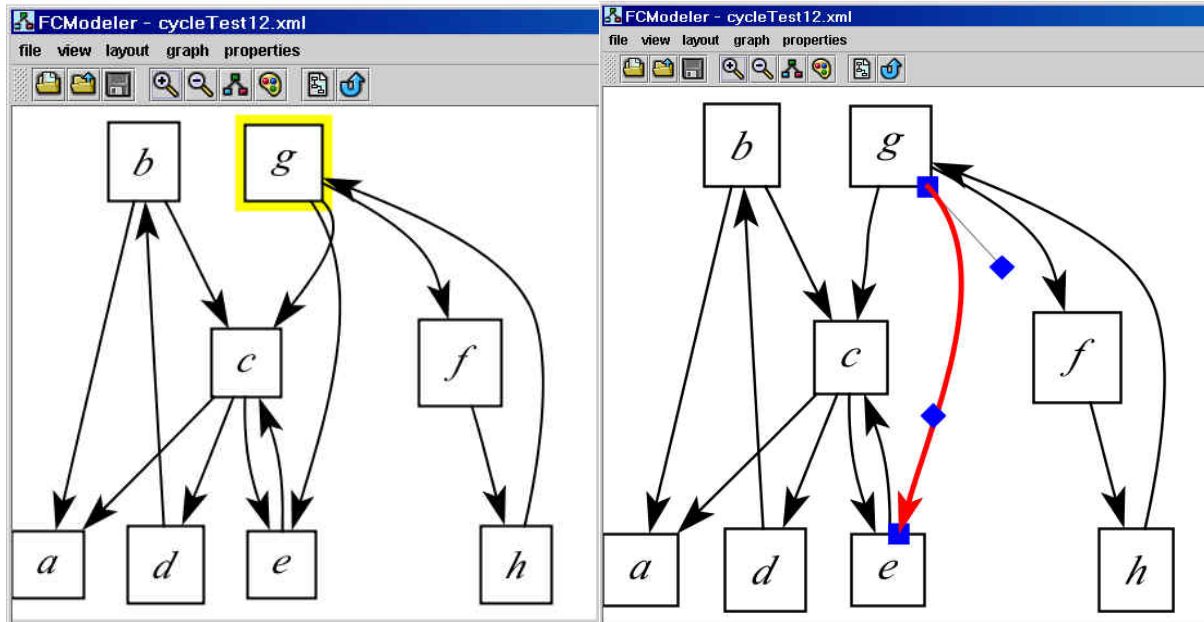 FCModeler - cycleTest12.xml
file view layout graph properties
b
g
c
f
a
d
e
h
FCModeler - cycleTest12.xml
file view layout graph properties
b
g
c
f
a
d
e
h